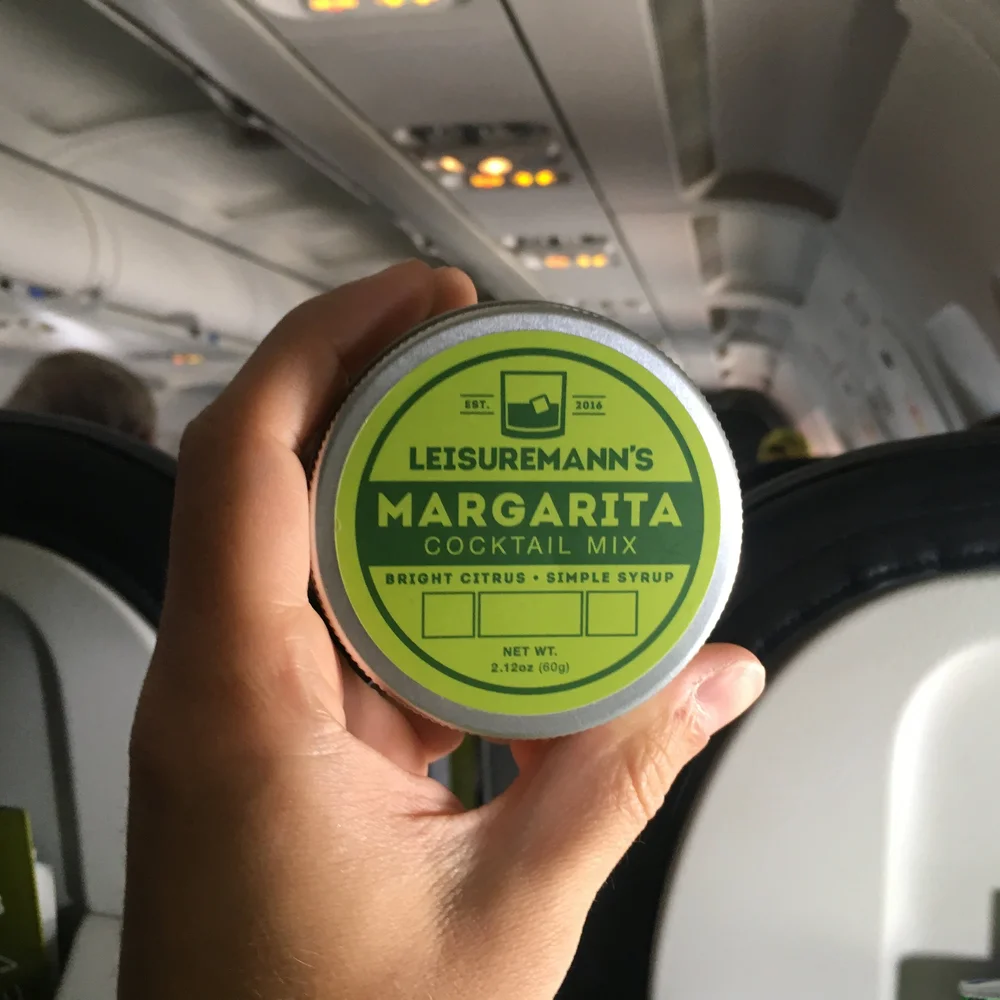 EST. 2016
LEISUREMANN'S
MARGARITA
COCKTAIL MIX
BRIGHT CITRUS • SIMPLE SYRUP
NET WT.
2.12oz (60g)